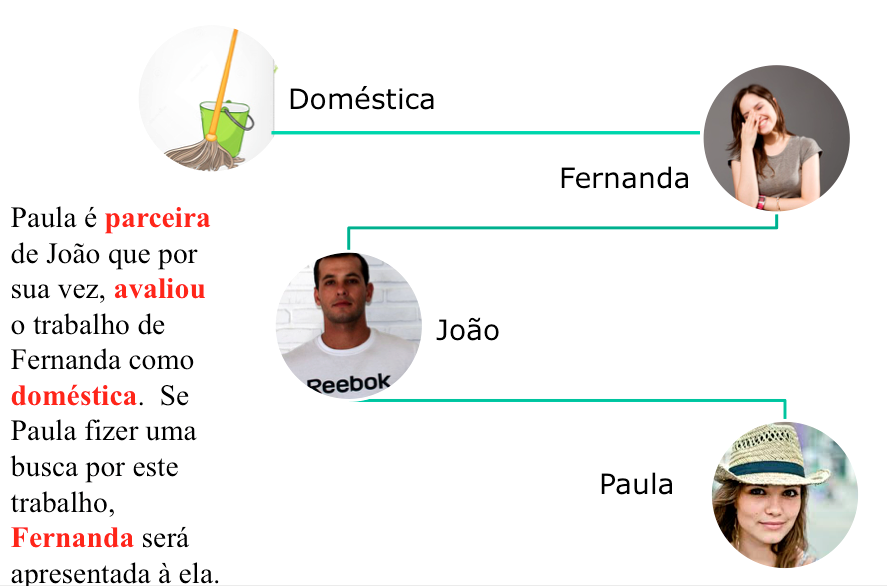 Doméstica
Fernanda
Paula é parceira
de João que por
sua vez, avaliou
o trabalho de
Fernanda como
doméstica.  Se
Paula fizer uma
busca por este
trabalho,
Fernanda será
apresentada à ela.
João
Reebok
Paula